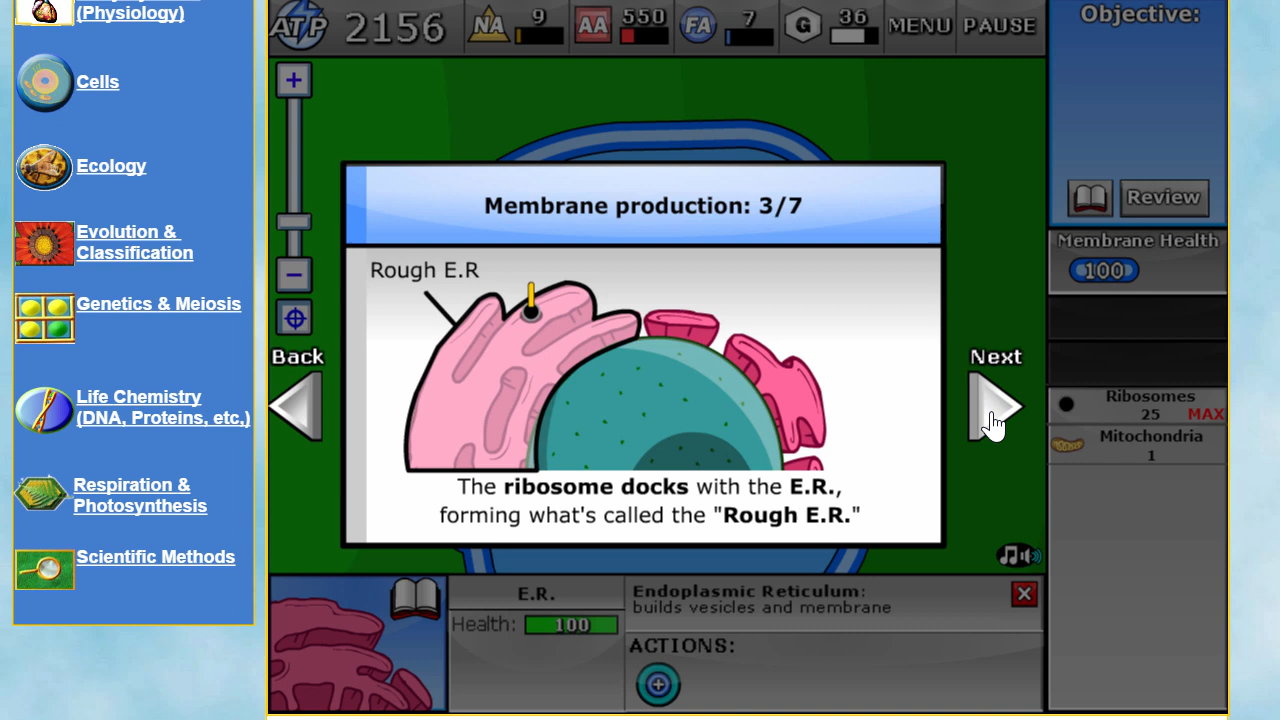 (Physiology)
Cells
Ecology
Evolution &
Classification
Genetics & Meiosis
Life Chemistry
(DNA, Proteins, etc,)
Respiration &
Photosynthesis
Scientific Methods
ATP 2156 NA 9 AA 550 FA 7 G 36 MENU PAUSE
Objective:
Review
Membrane Health
100
Ribosomes
25 MAX
Mitochondria
1
Membrane production: 3/7
Rough E.R
Back
Next
The ribosome docks with the E.R.,
forming what's called the "Rough E.R."
E.R.
Health: 100
Endoplasmic Reticulum:
builds vesicles and membrane
ACTIONS: